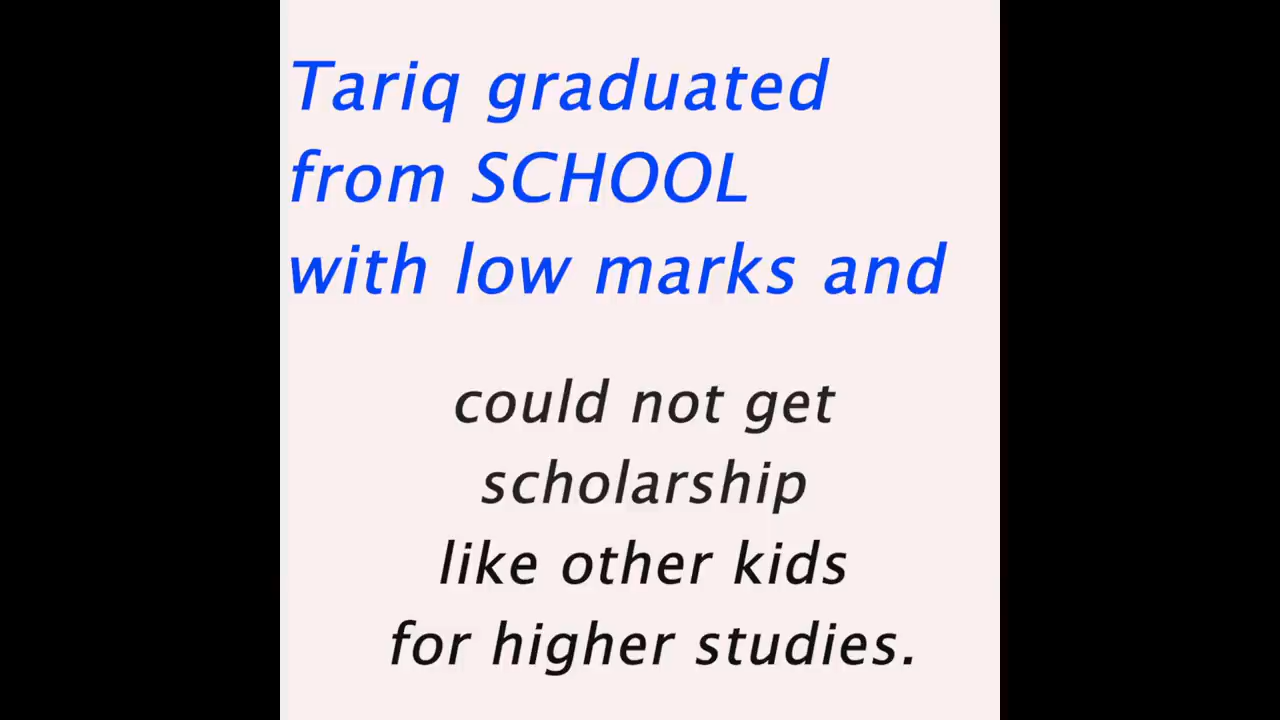 Tariq graduated
from SCHOOL
with low marks and
could not get
scholarship
like other kids
for higher studies.